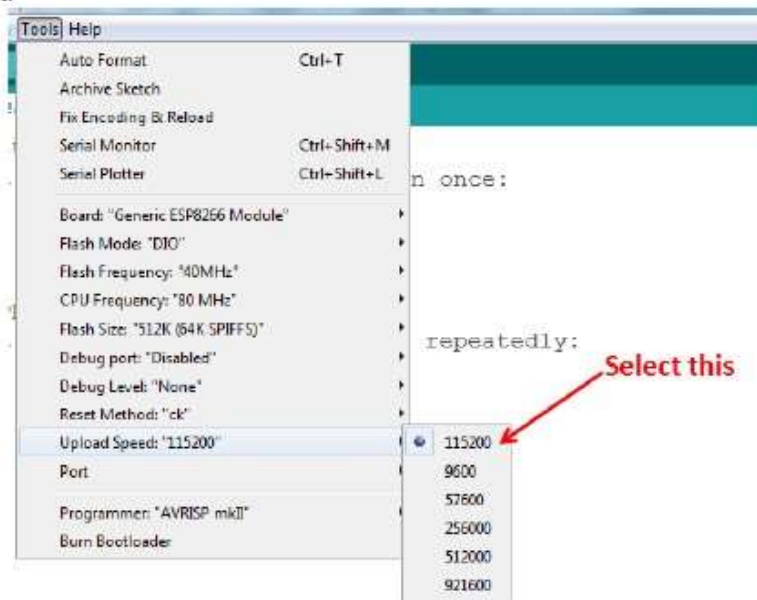 Tools Help
Auto Format Ctrl+T
Archive Sketch
Fix Encoding & Reload
Serial Monitor Ctrl+Shift+M
Serial Plotter Ctrl+Shift+L
n once:
Board: "Generic ESP8266 Module"
Flash Mode: "DIO"
Flash Frequency: "40MHz"
CPU Frequency: "80 MHz"
Flash Size: "512K (64K SPIFFS)"
repeatedly:
Debug port: "Disabled"
Select this
Debug Level: "None"
Reset Method: "ck"
Upload Speed: "115200"
115200
Port
9600
57600
Programmer: "AVRISP mkII"
256000
Burn Bootloader
512000
921600